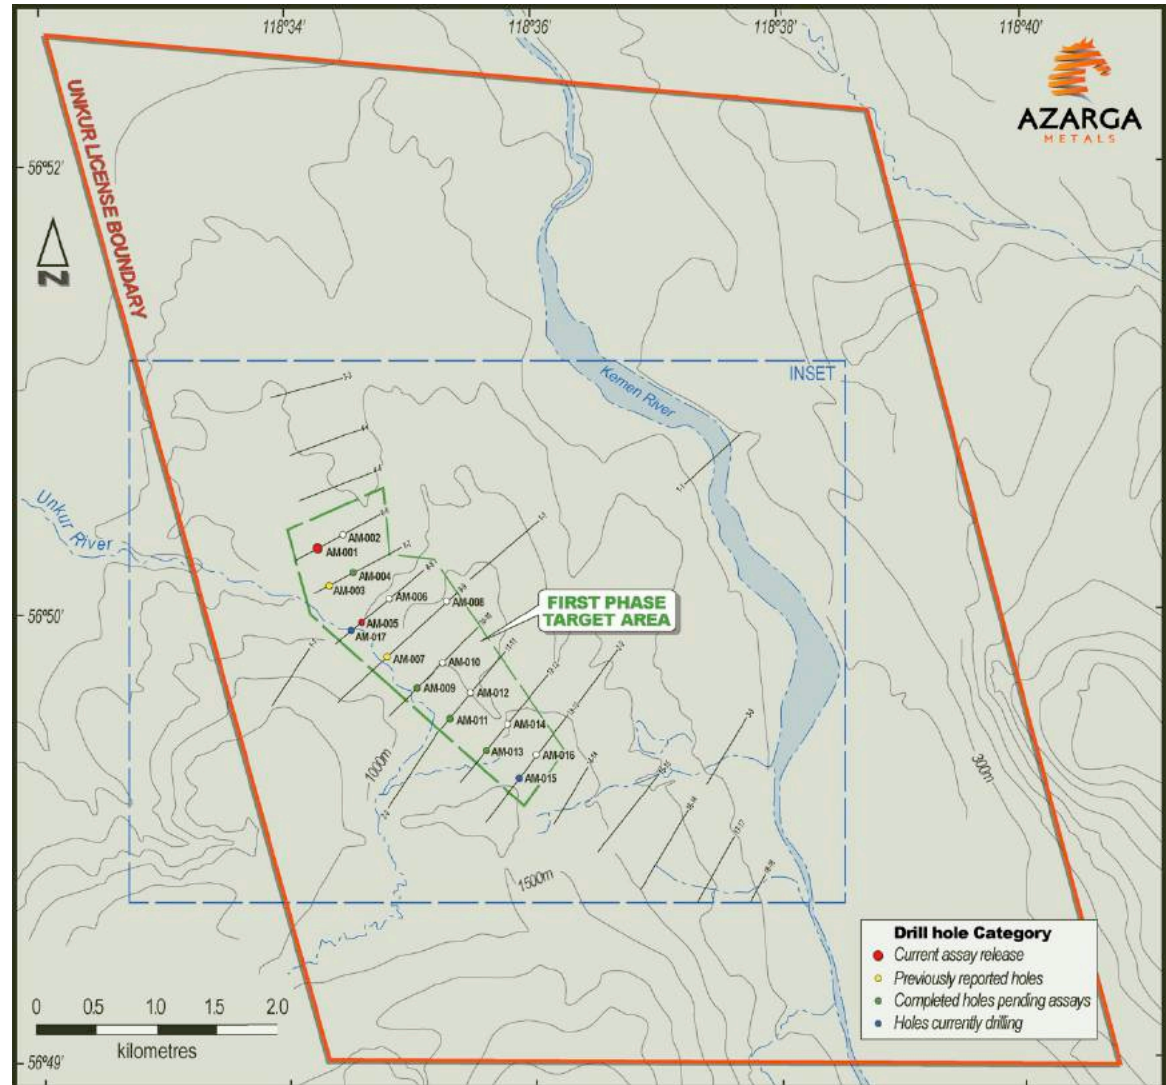 118°34'
118°36'
118°38'
118°40'
AZARGA
METALS
56°52'
UNKUR LICENSE BOUNDARY
N
INSET
Kemen River
Unkur
River
AM-002
AM-001
AM-004
AM-003
AM-006
AM-008
AM-005
AM-017
FIRST PHASE
TARGET AREA
56°50'
AM-007
AM-010
AM-009
AM-012
AM-011
AM-014
AM-013
AM-016
AM-015
1000m
300m
1500m
Drill hole Category
Current assay release
Previously reported holes
Completed holes pending assays
Holes currently drilling
0 0.5 1.0 1.5 2.0
kilometres
56°49'